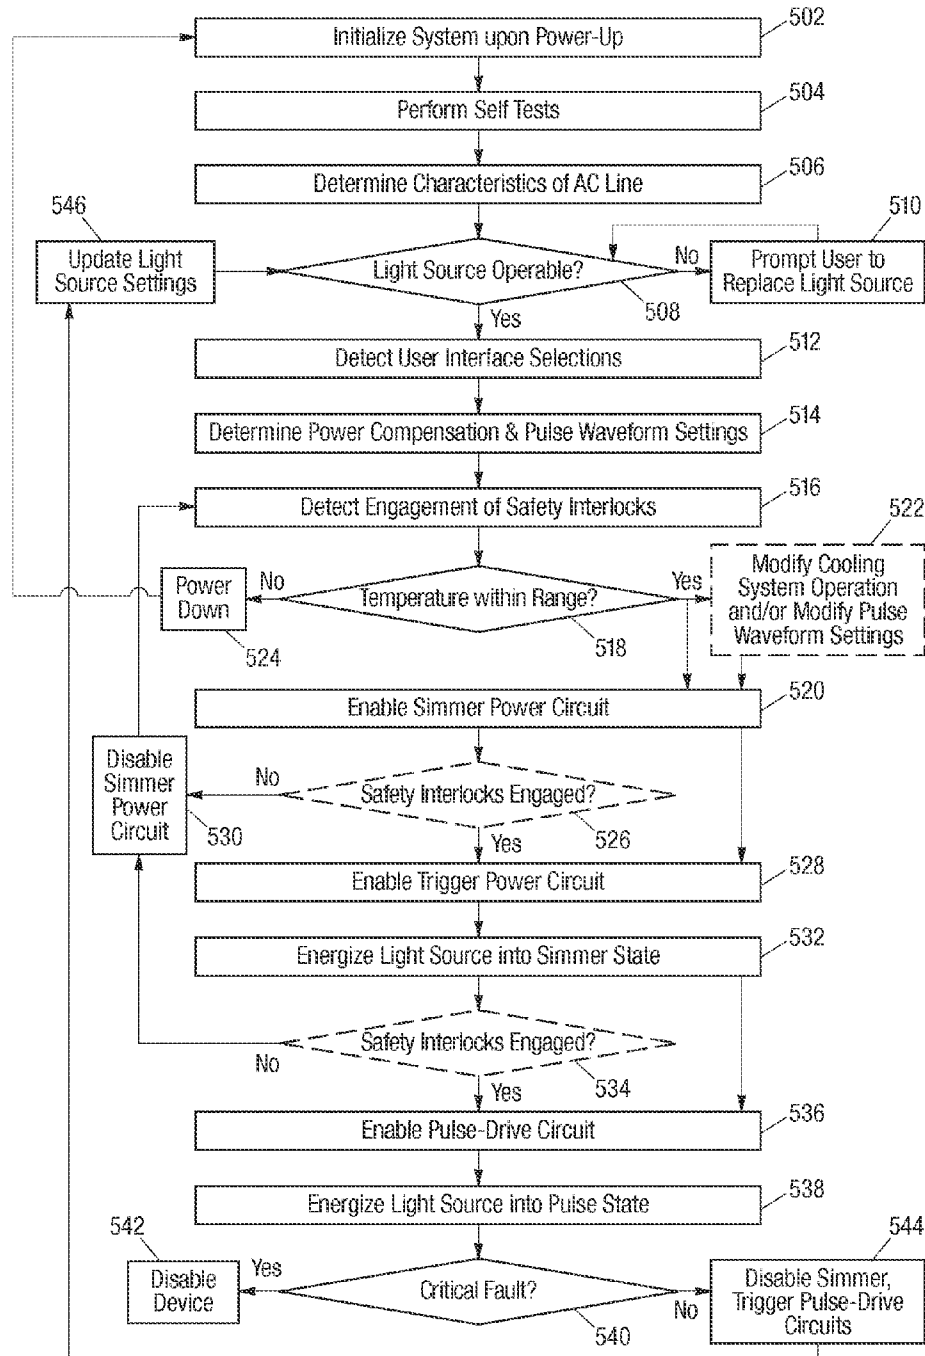 502
Initialize System upon Power-Up
504
Perform Self Tests
506
Determine Characteristics of AC Line
546
Update Light
Source Settings
Light Source Operable?
508
No
510
Prompt User to
Replace Light Source
Yes
512
Detect User Interface Selections
514
Determine Power Compensation & Pulse Waveform Settings
516
Detect Engagement of Safety Interlocks
522
Modify Cooling
System Operation
and/or Modify Pulse
Waveform Settings
Power
Down
524
No
Temperature within Range?
518
Yes
520
Enable Simmer Power Circuit
Disable
Simmer
Power
Circuit
530
No
Safety Interlocks Engaged?
526
Yes
528
Enable Trigger Power Circuit
532
Energize Light Source into Simmer State
No
Safety Interlocks Engaged?
534
Yes
536
Enable Pulse-Drive Circuit
538
Energize Light Source into Pulse State
542
Disable
Device
Yes
Critical Fault?
540
No
544
Disable Simmer,
Trigger Pulse-Drive
Circuits